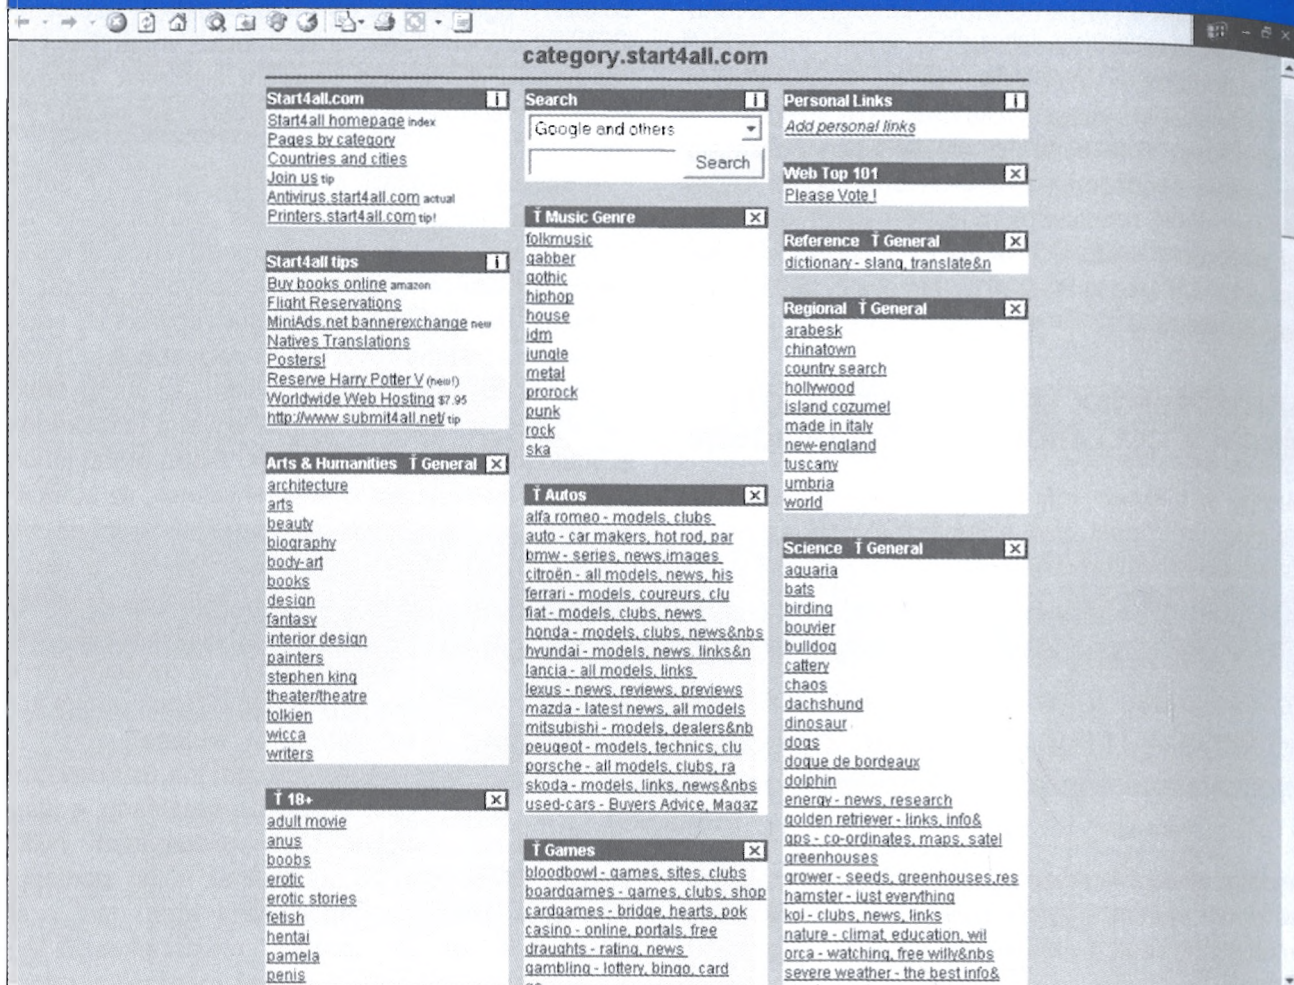 category.start4all.com
Start4all.com i
Start4all homepage index
Pages by category
Countries and cities
Join us tip
Antivirus.start4all.com actual
Printers.start4all.com tip!
Start4all tips i
Buy books online amazon
Flight Reservations
MiniAds.net bannerexchange new
Natives Translations
Posters!
Reserve Harry Potter V (new!)
Worldwide Web Hosting $7.95
http://www.submit4all.net/ tip
Arts & Humanities Ť General X
architecture
arts
beauty
biography
body-art
books
design
fantasy
interior design
painters
stephen king
theater/theatre
tolkien
wicca
writers
Ť 18+ X
adult movie
anus
boobs
erotic
erotic stories
fetish
hentai
pamela
penis
Search i
Google and others
Search
Ť Music Genre X
folkmusic
gabber
gothic
hiphop
house
idm
jungle
metal
prorock
punk
rock
ska
Ť Autos X
alfa romeo - models, clubs
auto - car makers, hot rod, par
bmw - series, news,images
citroën - all models, news, his
ferrari - models, coureurs, clu
fiat - models, clubs, news
honda - models, clubs, news&nbs
hyundai - models, news, links&n
lancia - all models, links
lexus - news, reviews, previews
mazda - latest news, all models
mitsubishi - models, dealers&nb
peugeot - models, technics, clu
porsche - all models, clubs, ra
skoda - models, links, news&nbs
used-cars - Buyers Advice, Magaz
Ť Games X
bloodbowl - games, sites, clubs
boardgames - games, clubs, shop
cardgames - bridge, hearts, pok
casino - online, portals, free
draughts - rating, news
gambling - lottery, bingo, card
Personal Links i
Add personal links
Web Top 101 X
Please Vote !
Reference Ť General X
dictionary - slang, translate&n
Regional Ť General X
arabesk
chinatown
country search
hollywood
island cozumel
made in italy
new-england
tuscany
umbria
world
Science Ť General X
aquaria
bats
birding
bouvier
bulldog
cattery
chaos
dachshund
dinosaur
dogs
dogue de bordeaux
dolphin
energy - news, research
golden retriever - links, info&
gps - co-ordinates, maps, satel
greenhouses
grower - seeds, greenhouses,res
hamster - just everything
koi - clubs, news, links
nature - climat, education, wil
orca - watching, free willy&nbs
severe weather - the best info&